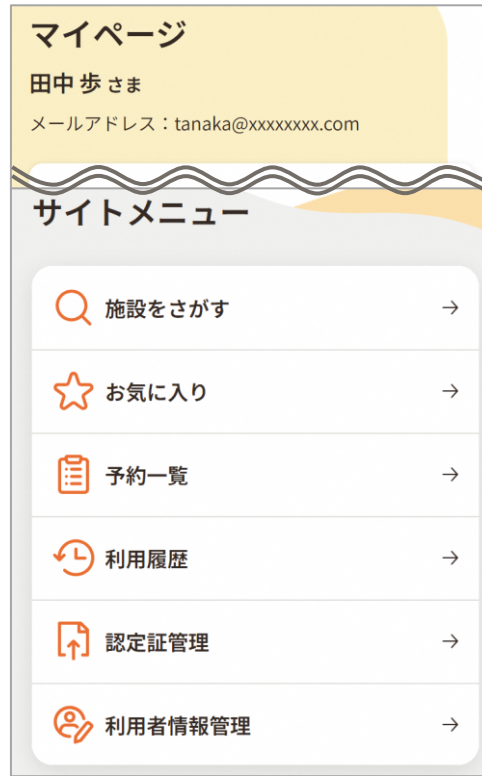 マイページ
田中 歩 さま
メールアドレス：tanaka@xxxxxxxx.com
サイトメニュー
施設をさがす
お気に入り
予約一覧
利用履歴
認定証管理
利用者情報管理